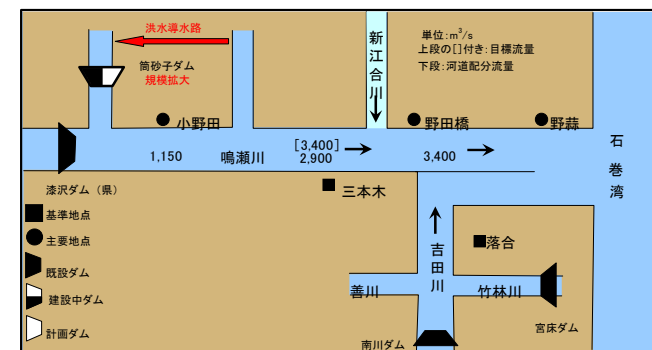 洪水導水路
筒砂子ダム
規模拡大
新江合川
単位：m³/s
上段の[]付き：目標流量
下段：河道配分流量
小野田
野田橋
野蒜
1,150
鳴瀬川
[3,400]
2,900
3,400
石巻湾
漆沢ダム（県）
三本木
基準地点
主要地点
既設ダム
建設中ダム
計画ダム
吉田川
落合
善川
竹林川
南川ダム
宮床ダム